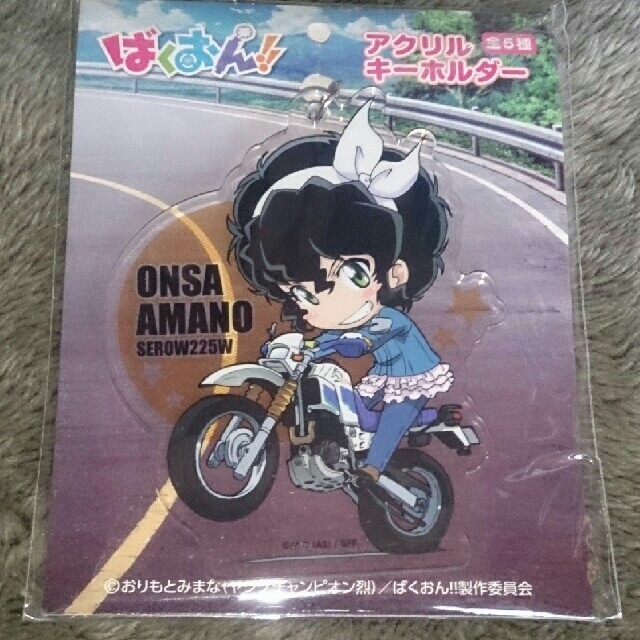 ばくおん!!
アクリル
キーホルダー
全5種
ONSA
AMANO
SEROW225W
©おりもとみまな(ヤングチャンピオン烈)／ばくおん!!製作委員会